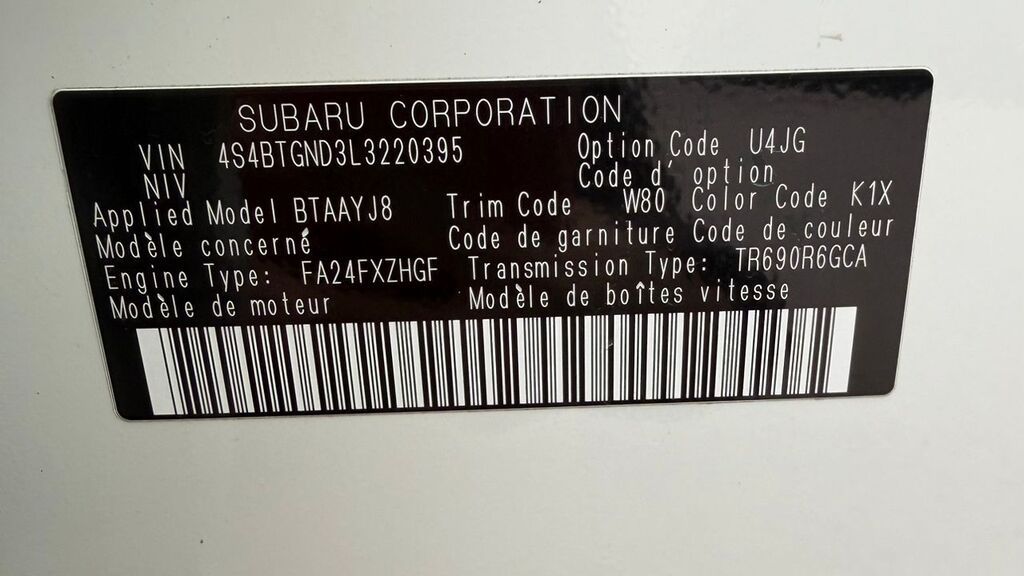 SUBARU CORPORATION
VIN 4S4BTGND3L3220395 Option Code U4JG
NIV Code d' option
Applied Model BTAAYJ8 Trim Code W80 Color Code K1X
Modèle concerné Code de garniture Code de couleur
Engine Type: FA24FXZHGF Transmission Type: TR690R6GCA
Modèle de moteur Modèle de boîtes vitesse